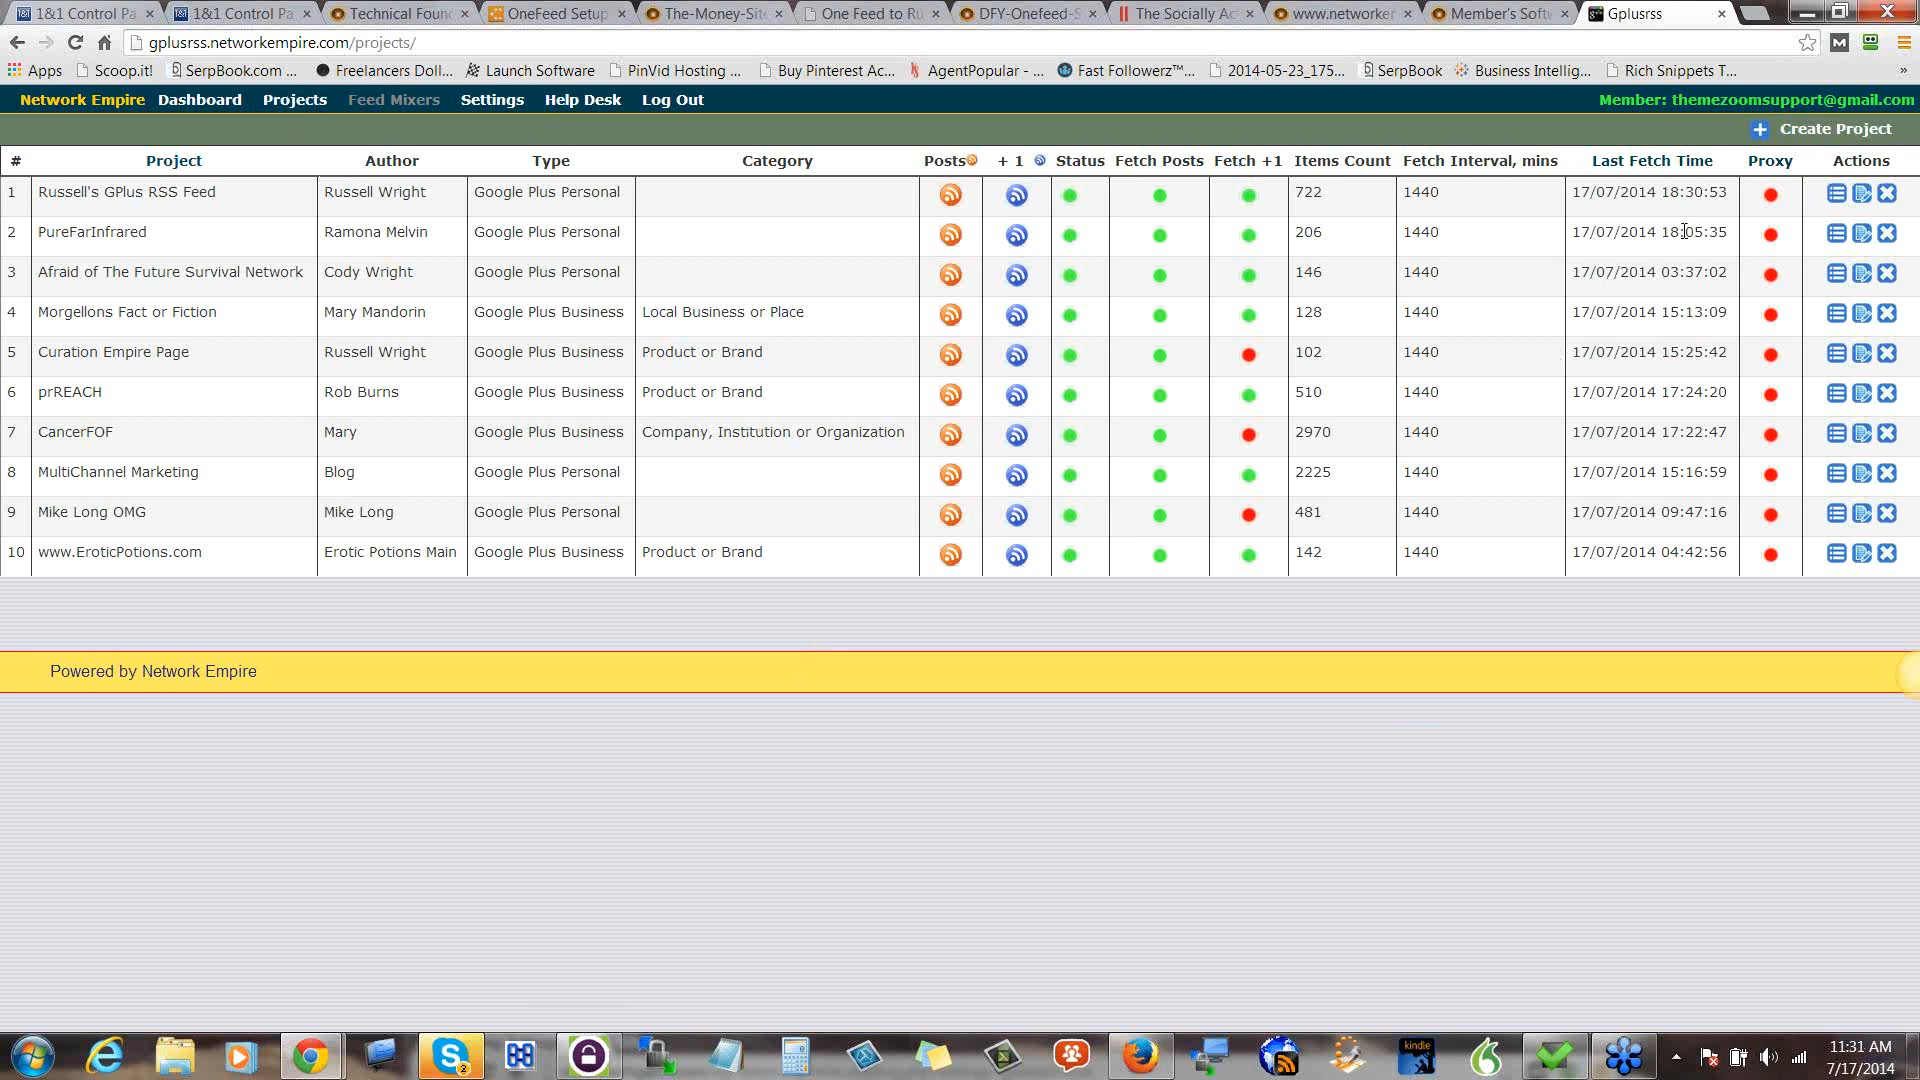 1&1 Control Pa
1&1 Control Pa
Technical Foun
OneFeed Setup
The-Money-Site
One Feed to Ru
DFY-Onefeed-S
The Socially Ac
www.networker
Member's Softw
Gplusrss
gplusrss.networkempire.com/projects/
Apps Scoop.it! SerpBook.com ... Freelancers Doll... Launch Software PinVid Hosting ... Buy Pinterest Ac... AgentPopular - ... Fast Followerz™... 2014-05-23_175... SerpBook Business Intellig... Rich Snippets T... »
Network Empire Dashboard Projects Feed Mixers Settings Help Desk Log Out Member: themezoomsupport@gmail.com
Create Project
# Project Author Type Category Posts + 1 Status Fetch Posts Fetch +1 Items Count Fetch Interval, mins Last Fetch Time Proxy Actions
1 Russell's GPlus RSS Feed Russell Wright Google Plus Personal 722 1440 17/07/2014 18:30:53
2 PureFarInfrared Ramona Melvin Google Plus Personal 206 1440 17/07/2014 18:05:35
3 Afraid of The Future Survival Network Cody Wright Google Plus Personal 146 1440 17/07/2014 03:37:02
4 Morgellons Fact or Fiction Mary Mandorin Google Plus Business Local Business or Place 128 1440 17/07/2014 15:13:09
5 Curation Empire Page Russell Wright Google Plus Business Product or Brand 102 1440 17/07/2014 15:25:42
6 prREACH Rob Burns Google Plus Business Product or Brand 510 1440 17/07/2014 17:24:20
7 CancerFOF Mary Google Plus Business Company, Institution or Organization 2970 1440 17/07/2014 17:22:47
8 MultiChannel Marketing Blog Google Plus Personal 2225 1440 17/07/2014 15:16:59
9 Mike Long OMG Mike Long Google Plus Personal 481 1440 17/07/2014 09:47:16
10 www.EroticPotions.com Erotic Potions Main Google Plus Business Product or Brand 142 1440 17/07/2014 04:42:56
Powered by Network Empire
kindle
11:31 AM
7/17/2014